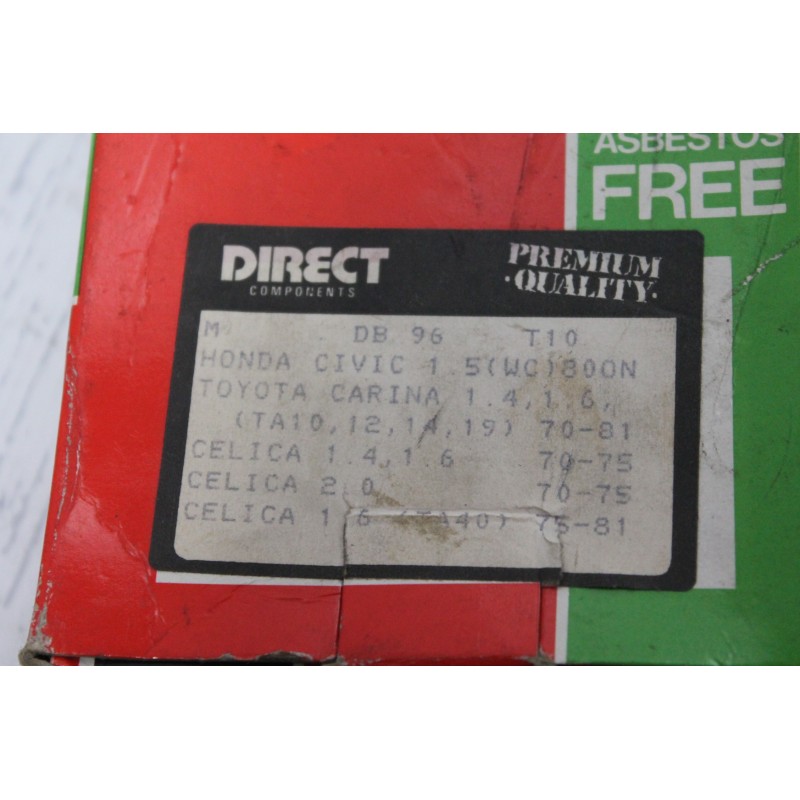 ASBESTOS
FREE
DIRECT
COMPONENTS
PREMIUM
·QUALITY·
M DB 96 T10
HONDA CIVIC 1.5(WC)80ON
TOYOTA CARINA 1.4,1.6,
(TA10,12,14,19) 70-81
CELICA 1.4,1.6 70-75
CELICA 2.0 70-75
CELICA 1.6 (TA40) 75-81